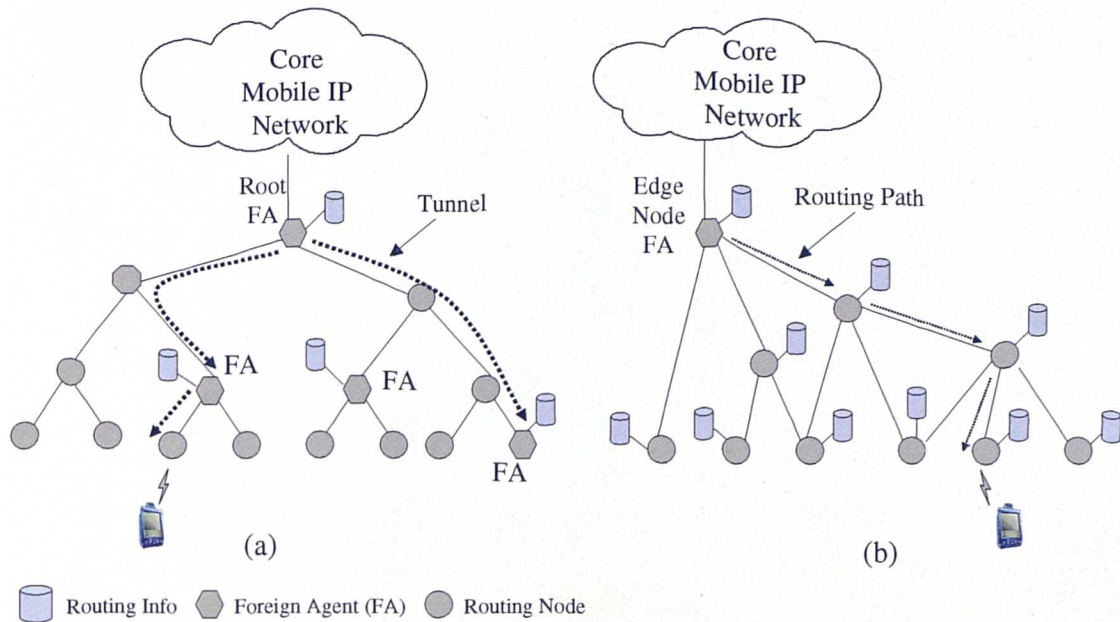 Core
Mobile IP
Network
Root
FA
Tunnel
FA
FA
FA
(a)
Core
Mobile IP
Network
Edge
Node
FA
Routing Path
(b)
Routing Info
Foreign Agent (FA)
Routing Node